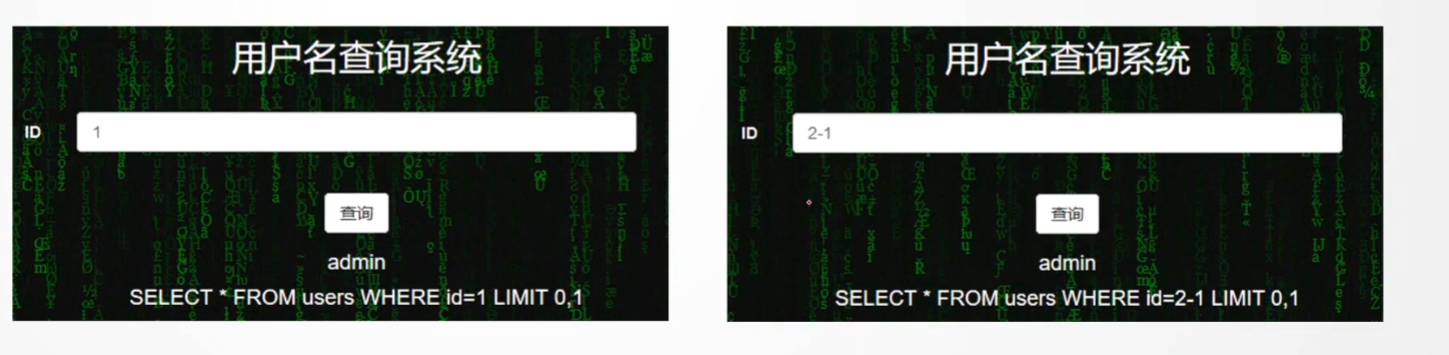 用户名查询系统
ID 1
查询
admin
SELECT * FROM users WHERE id=1 LIMIT 0,1
用户名查询系统
ID 2-1
查询
admin
SELECT * FROM users WHERE id=2-1 LIMIT 0,1